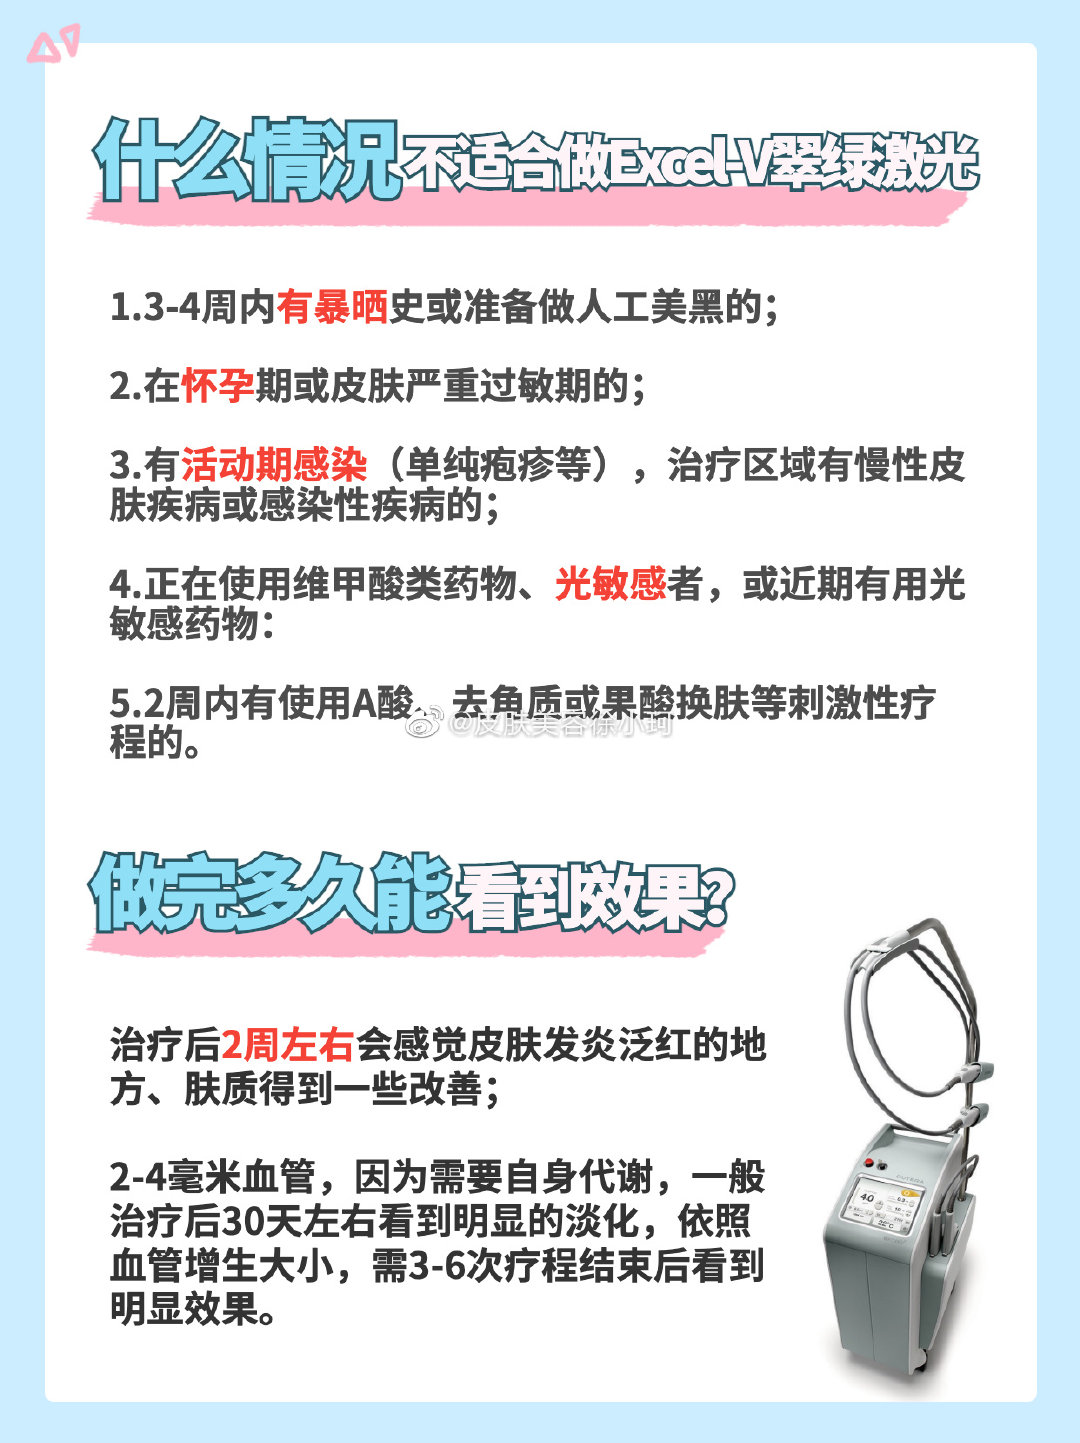 什么情况不适合做Excel-V翠绿激光
1.3-4周内有暴晒史或准备做人工美黑的;
2.在怀孕期或皮肤严重过敏期的;
3.有活动期感染（单纯疱疹等），治疗区域有慢性皮
肤疾病或感染性疾病的;
4.正在使用维甲酸类药物、光敏感者，或近期有用光
敏感药物:
5.2周内有使用A酸、去角质或果酸换肤等刺激性疗
程的。
@皮肤美容徐小珂
做完多久能看到效果？
治疗后2周左右会感觉皮肤发炎泛红的地
方、肤质得到一些改善;
2-4毫米血管，因为需要自身代谢，一般
治疗后30天左右看到明显的淡化，依照
血管增生大小，需3-6次疗程结束后看到
明显效果。
CUTERA
4.0